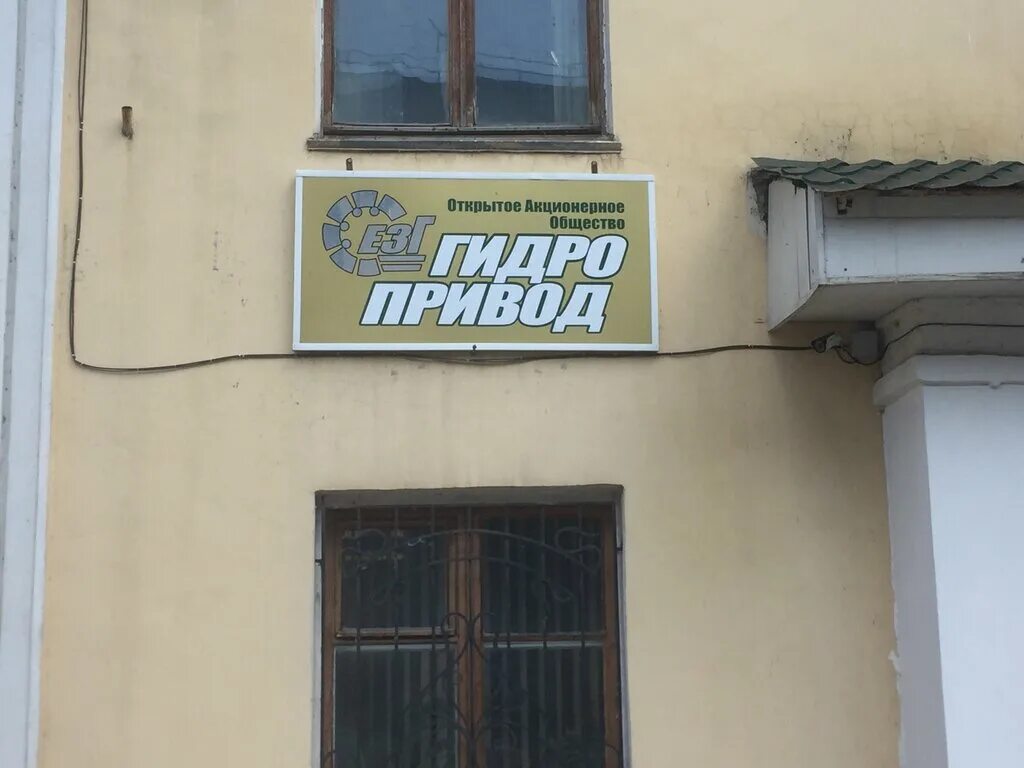 Открытое Акционерное
Общество
ЕЗГ
ГИДРО
ПРИВОД